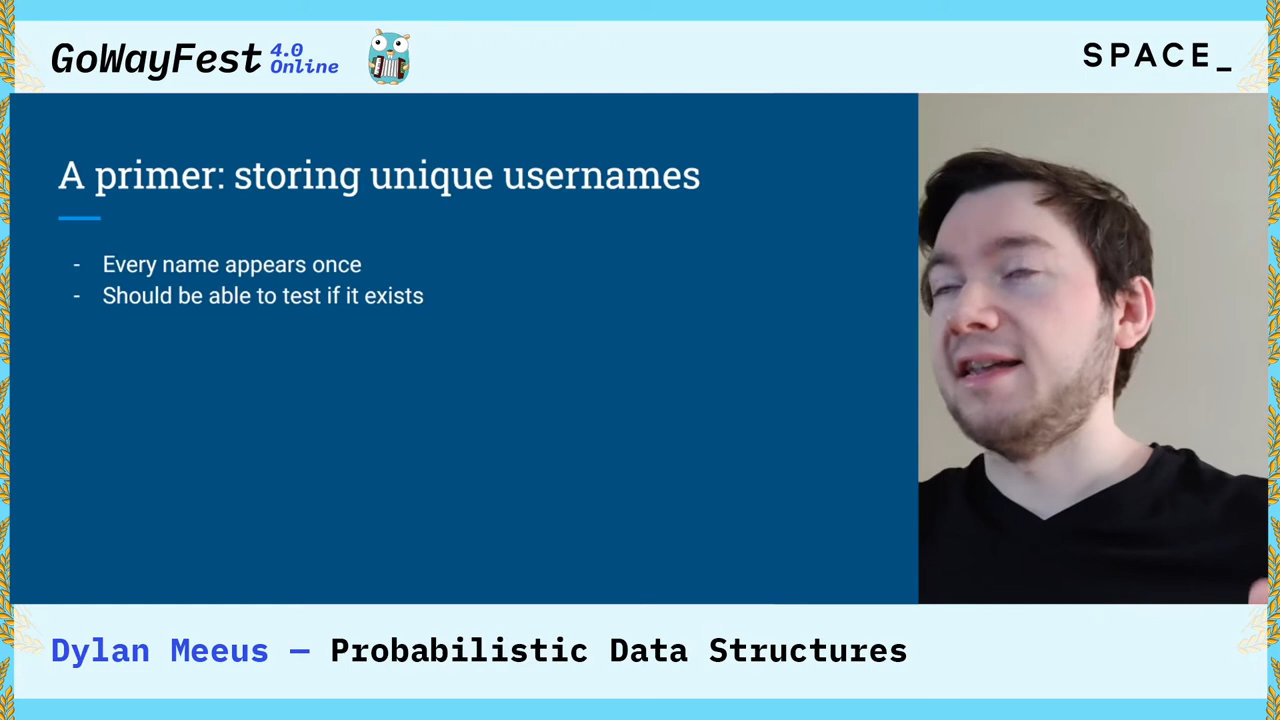 GoWayFest 4.0 Online
SPACE_
A primer: storing unique usernames
- Every name appears once
- Should be able to test if it exists
Dylan Meeus — Probabilistic Data Structures